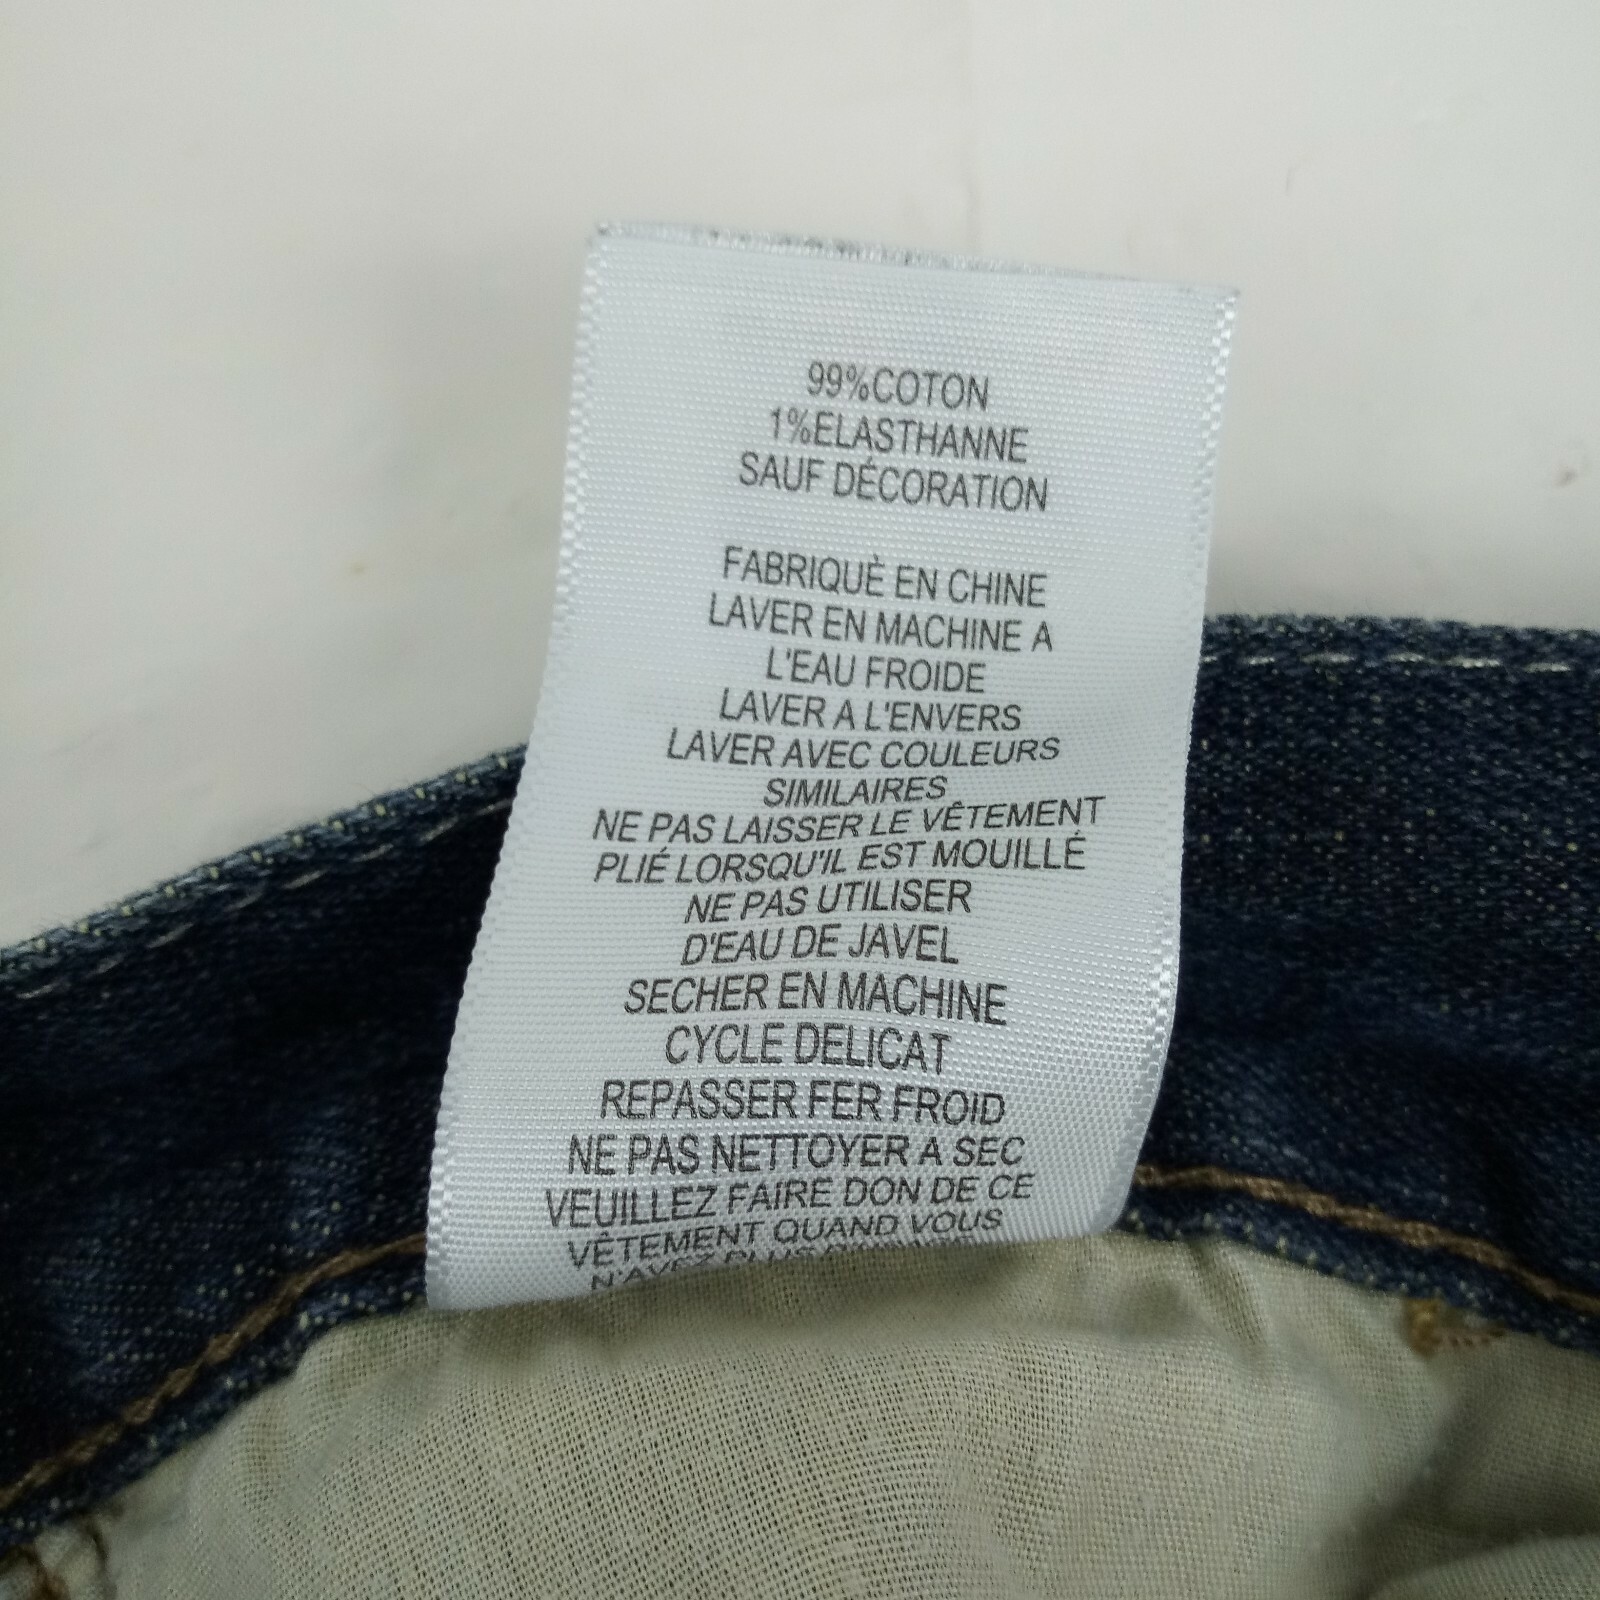 99%COTON
1%ELASTHANNE
SAUF DÉCORATION
FABRIQUÈ EN CHINE
LAVER EN MACHINE A
L'EAU FROIDE
LAVER A L'ENVERS
LAVER AVEC COULEURS
SIMILAIRES
NE PAS LAISSER LE VÊTEMENT
PLIÉ LORSQU'IL EST MOUILLÉ
NE PAS UTILISER
D'EAU DE JAVEL
SECHER EN MACHINE
CYCLE DELICAT
REPASSER FER FROID
NE PAS NETTOYER A SEC
VEUILLEZ FAIRE DON DE CE
VÊTEMENT QUAND VOUS
N'AVEZ PLUS